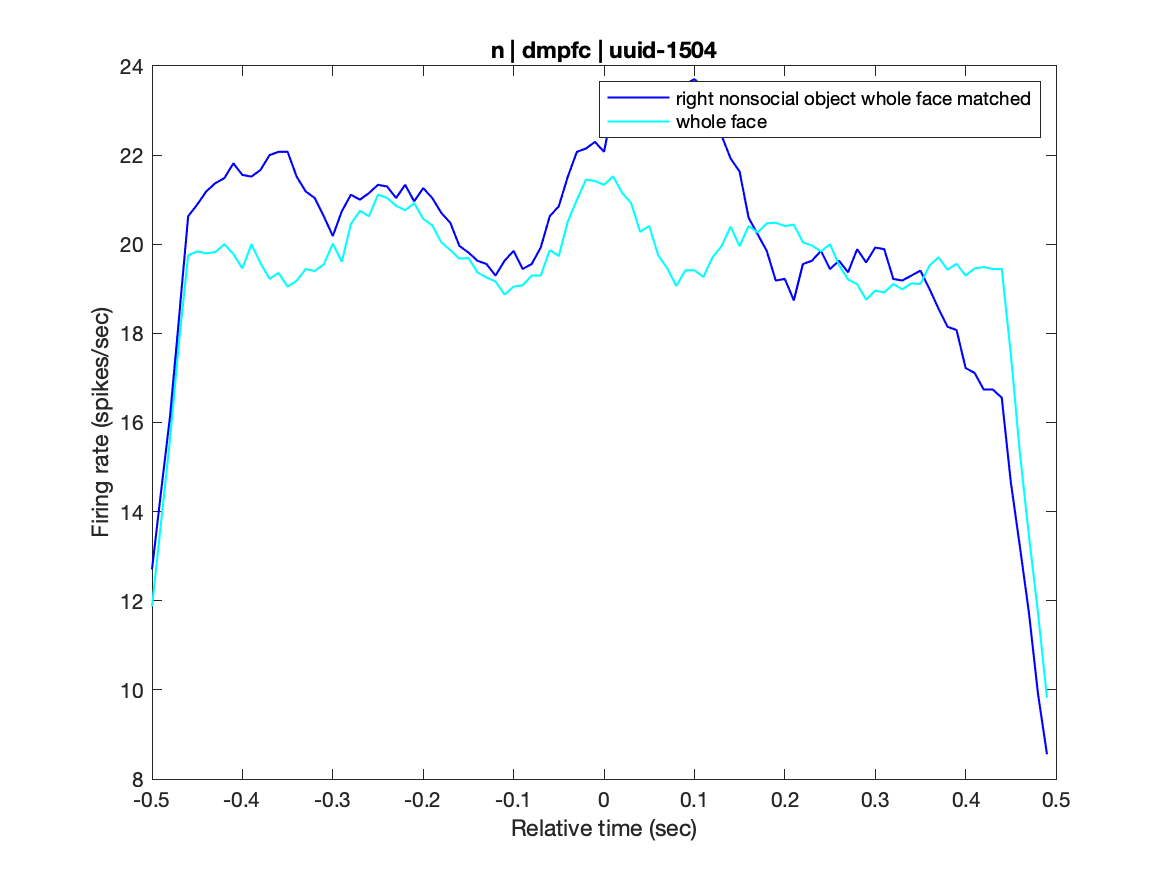 n | dmpfc | uuid-1504
right nonsocial object whole face matched
whole face
Firing rate (spikes/sec)
24
22
20
18
16
14
12
10
8
-0.5 -0.4 -0.3 -0.2 -0.1 0 0.1 0.2 0.3 0.4 0.5
Relative time (sec)